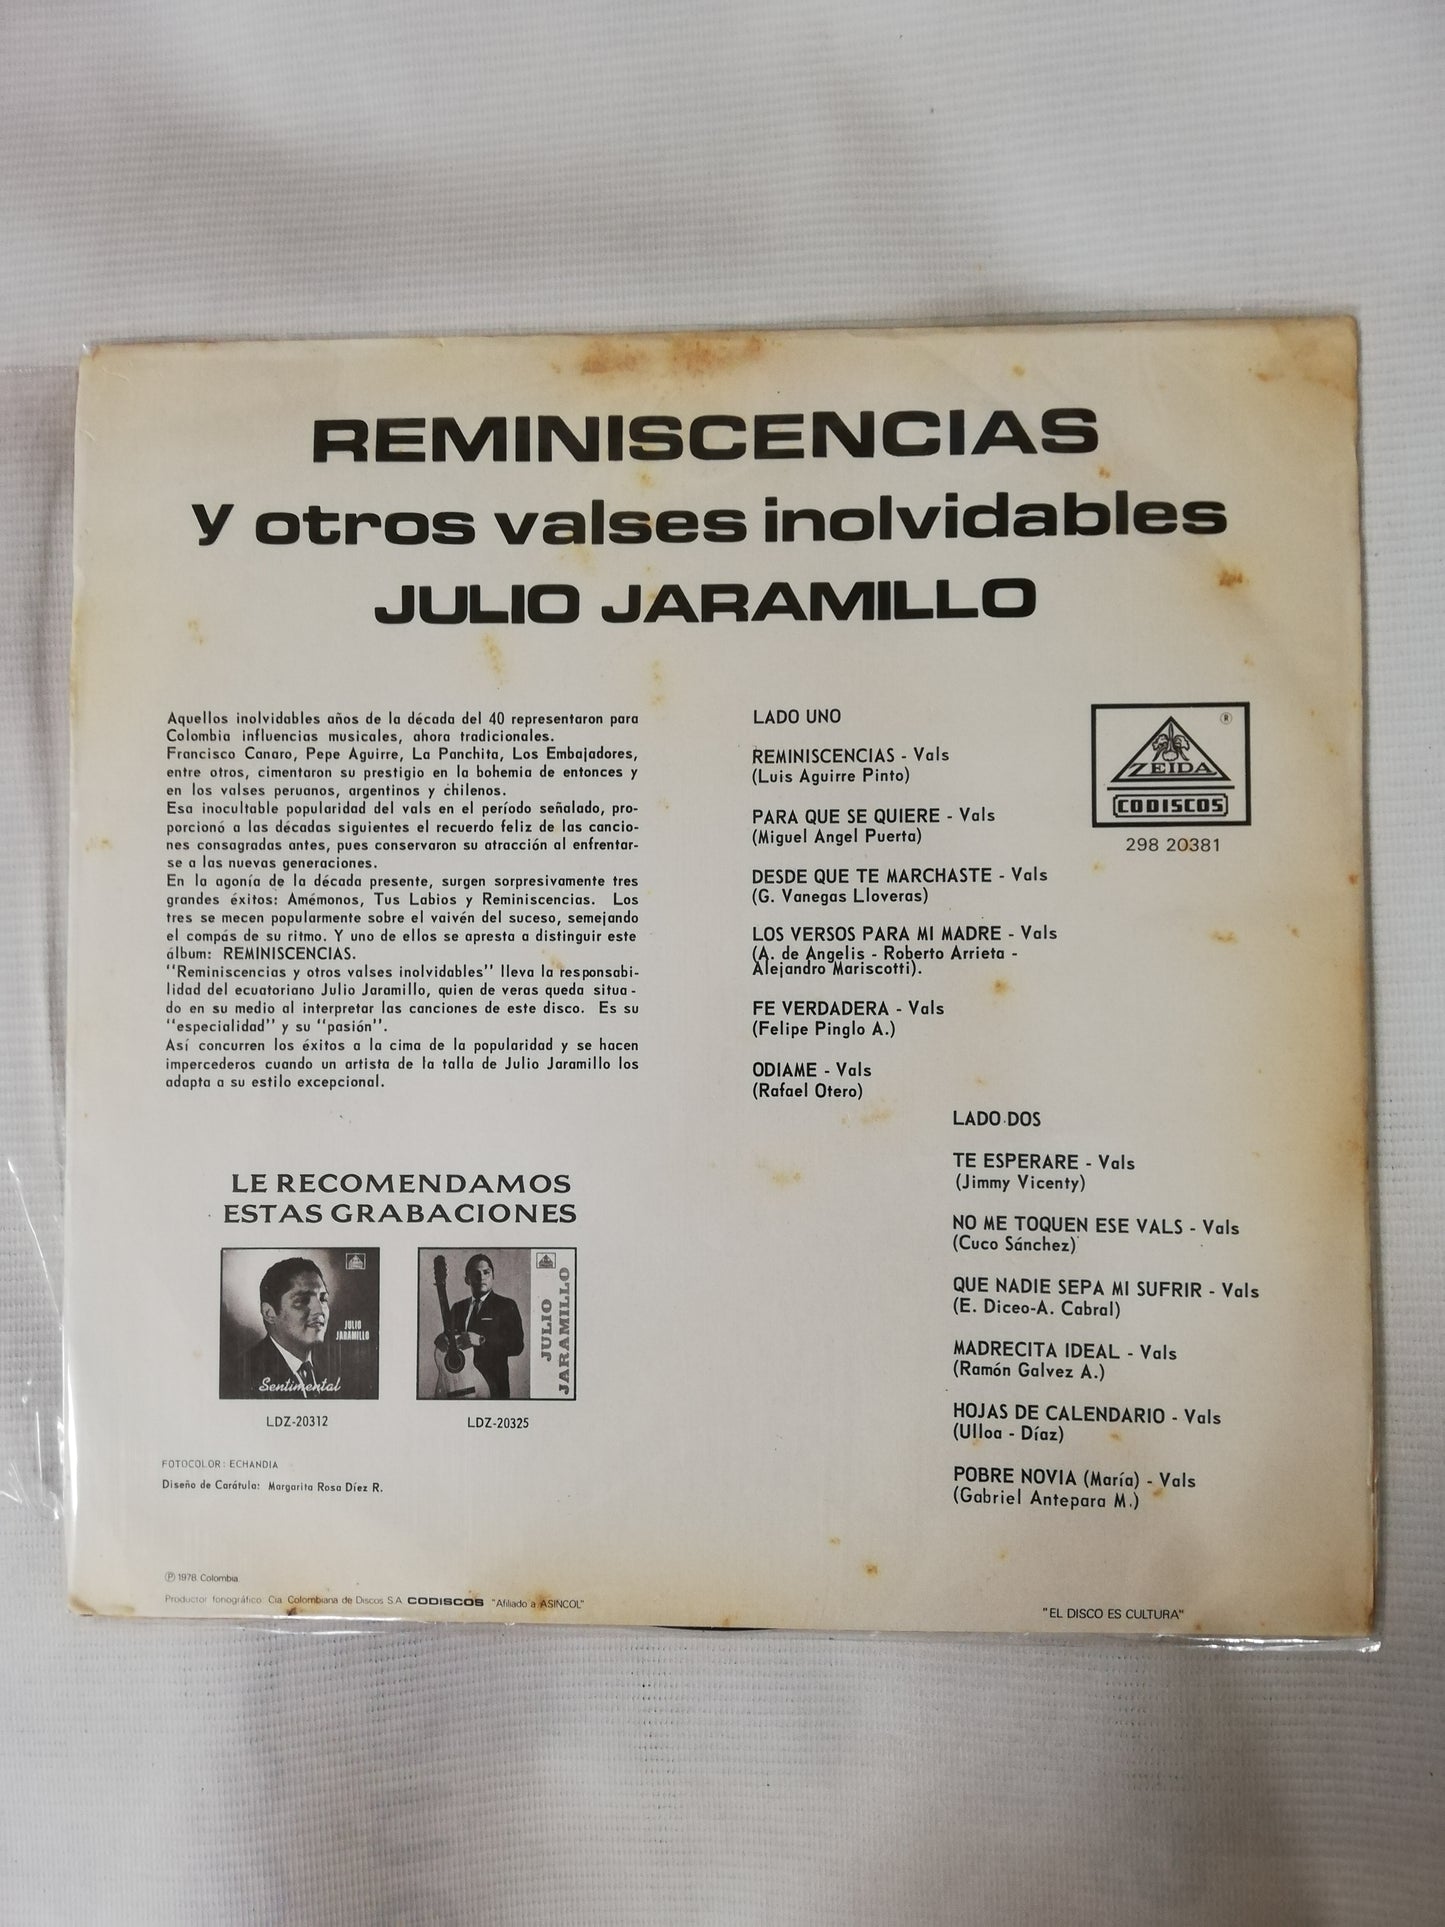 REMINISCENCIAS
y otros valses inolvidables
JULIO JARAMILLO
Aquellos inolvidables años de la década del 40 representaron para
Colombia influencias musicales, ahora tradicionales.
Francisco Canaro, Pepe Aguirre, La Panchita, Los Embajadores,
entre otros, cimentaron su prestigio en la bohemia de entonces y
en los valses peruanos, argentinos y chilenos.
Esa inocultable popularidad del vals en el período señalado, pro-
porcionó a las décadas siguientes el recuerdo feliz de las cancio-
nes consagradas antes, pues conservaron su atracción al enfrentar-
se a las nuevas generaciones.
En la agonía de la década presente, surgen sorpresivamente tres
grandes éxitos: Amémonos, Tus Labios y Reminiscencias. Los
tres se mecen popularmente sobre el vaivén del suceso, semejando
el compás de su ritmo. Y uno de ellos se apresta a distinguir este
álbum: REMINISCENCIAS.
"Reminiscencias y otros valses inolvidables" lleva la responsabi-
lidad del ecuatoriano Julio Jaramillo, quien de veras queda situa-
do en su medio al interpretar las canciones de este disco. Es su
"especialidad" y su "pasión".
Así concurren los éxitos a la cima de la popularidad y se hacen
impercederos cuando un artista de la talla de Julio Jaramillo los
adapta a su estilo excepcional.
LE RECOMENDAMOS
ESTAS GRABACIONES
JULIO
JARAMILLO
Sentimental
LDZ-20312
JULIO
JARAMILLO
LDZ-20325
FOTOCOLOR: ECHANDIA
Diseño de Carátula: Margarita Rosa Díez R.
Ⓟ 1978 Colombia
Productor fonográfico: Cia. Colombiana de Discos S.A. CODISCOS "Afiliado a ASINCOL"
LADO UNO
REMINISCENCIAS - Vals
(Luis Aguirre Pinto)
PARA QUE SE QUIERE - Vals
(Miguel Angel Puerta)
DESDE QUE TE MARCHASTE - Vals
(G. Vanegas Lloveras)
LOS VERSOS PARA MI MADRE - Vals
(A. de Angelis - Roberto Arrieta -
Alejandro Mariscotti).
FE VERDADERA - Vals
(Felipe Pinglo A.)
ODIAME - Vals
(Rafael Otero)
®
ZEIDA
CODISCOS
298 20381
LADO DOS
TE ESPERARE - Vals
(Jimmy Vicenty)
NO ME TOQUEN ESE VALS - Vals
(Cuco Sánchez)
QUE NADIE SEPA MI SUFRIR - Vals
(E. Diceo-A. Cabral)
MADRECITA IDEAL - Vals
(Ramón Galvez A.)
HOJAS DE CALENDARIO - Vals
(Ulloa - Díaz)
POBRE NOVIA (María) - Vals
(Gabriel Antepara M.)
"EL DISCO ES CULTURA"